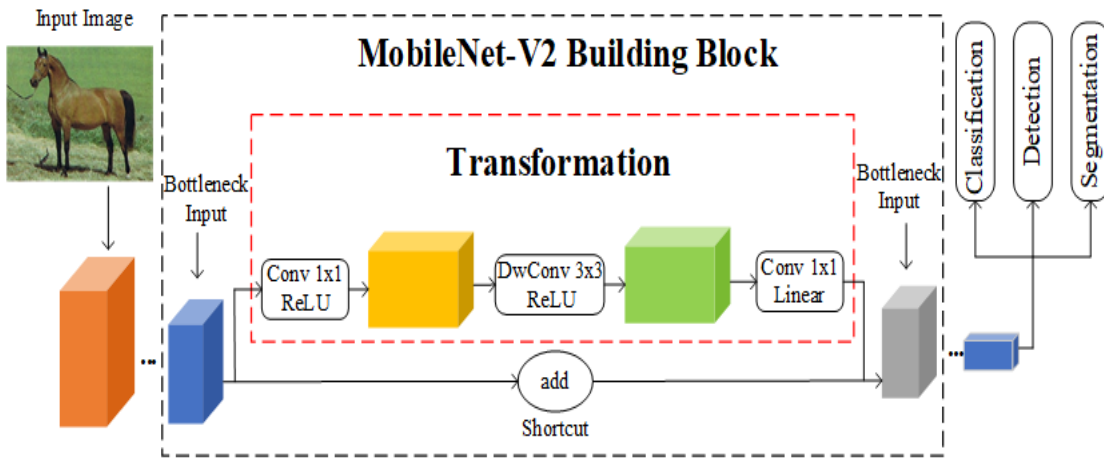 Input Image
MobileNet-V2 Building Block
Transformation
Bottleneck
Input
Conv 1x1
ReLU
DwConv 3x3
ReLU
Conv 1x1
Linear
Bottleneck
Input
...
add
Shortcut
...
Classification
Detection
Segmentation